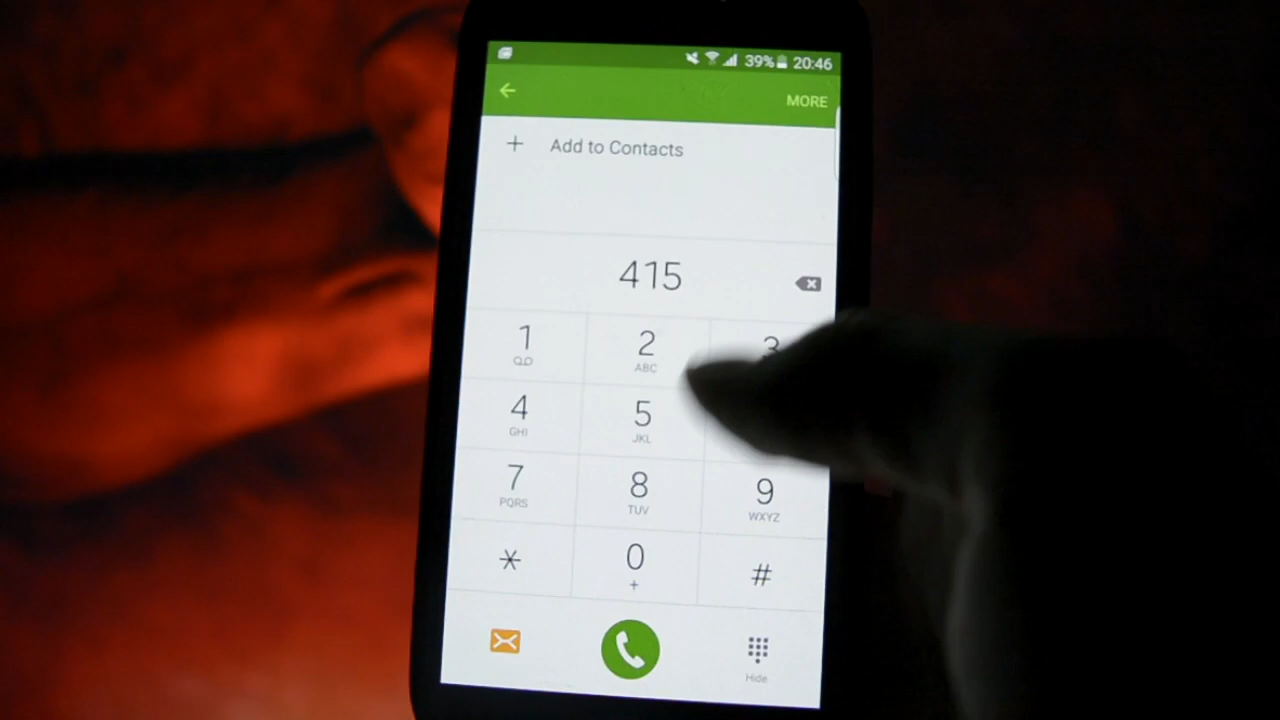 39% 20:46
MORE
+ Add to Contacts
415
1 2 3
ABC
4 5
GHI JKL
7 8 9
PQRS TUV WXYZ
* 0 #
+
Hide